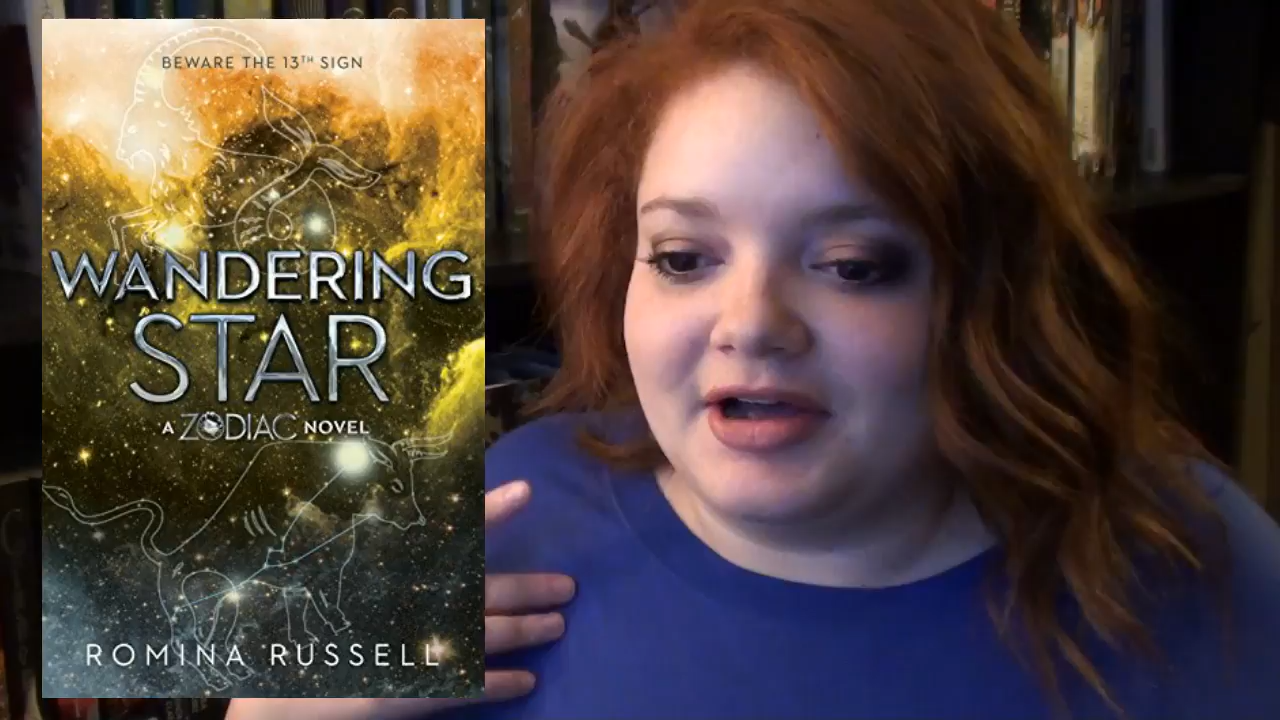 BEWARE THE 13TH SIGN
WANDERING
STAR
A ZODIAC NOVEL
ROMINA RUSSELL